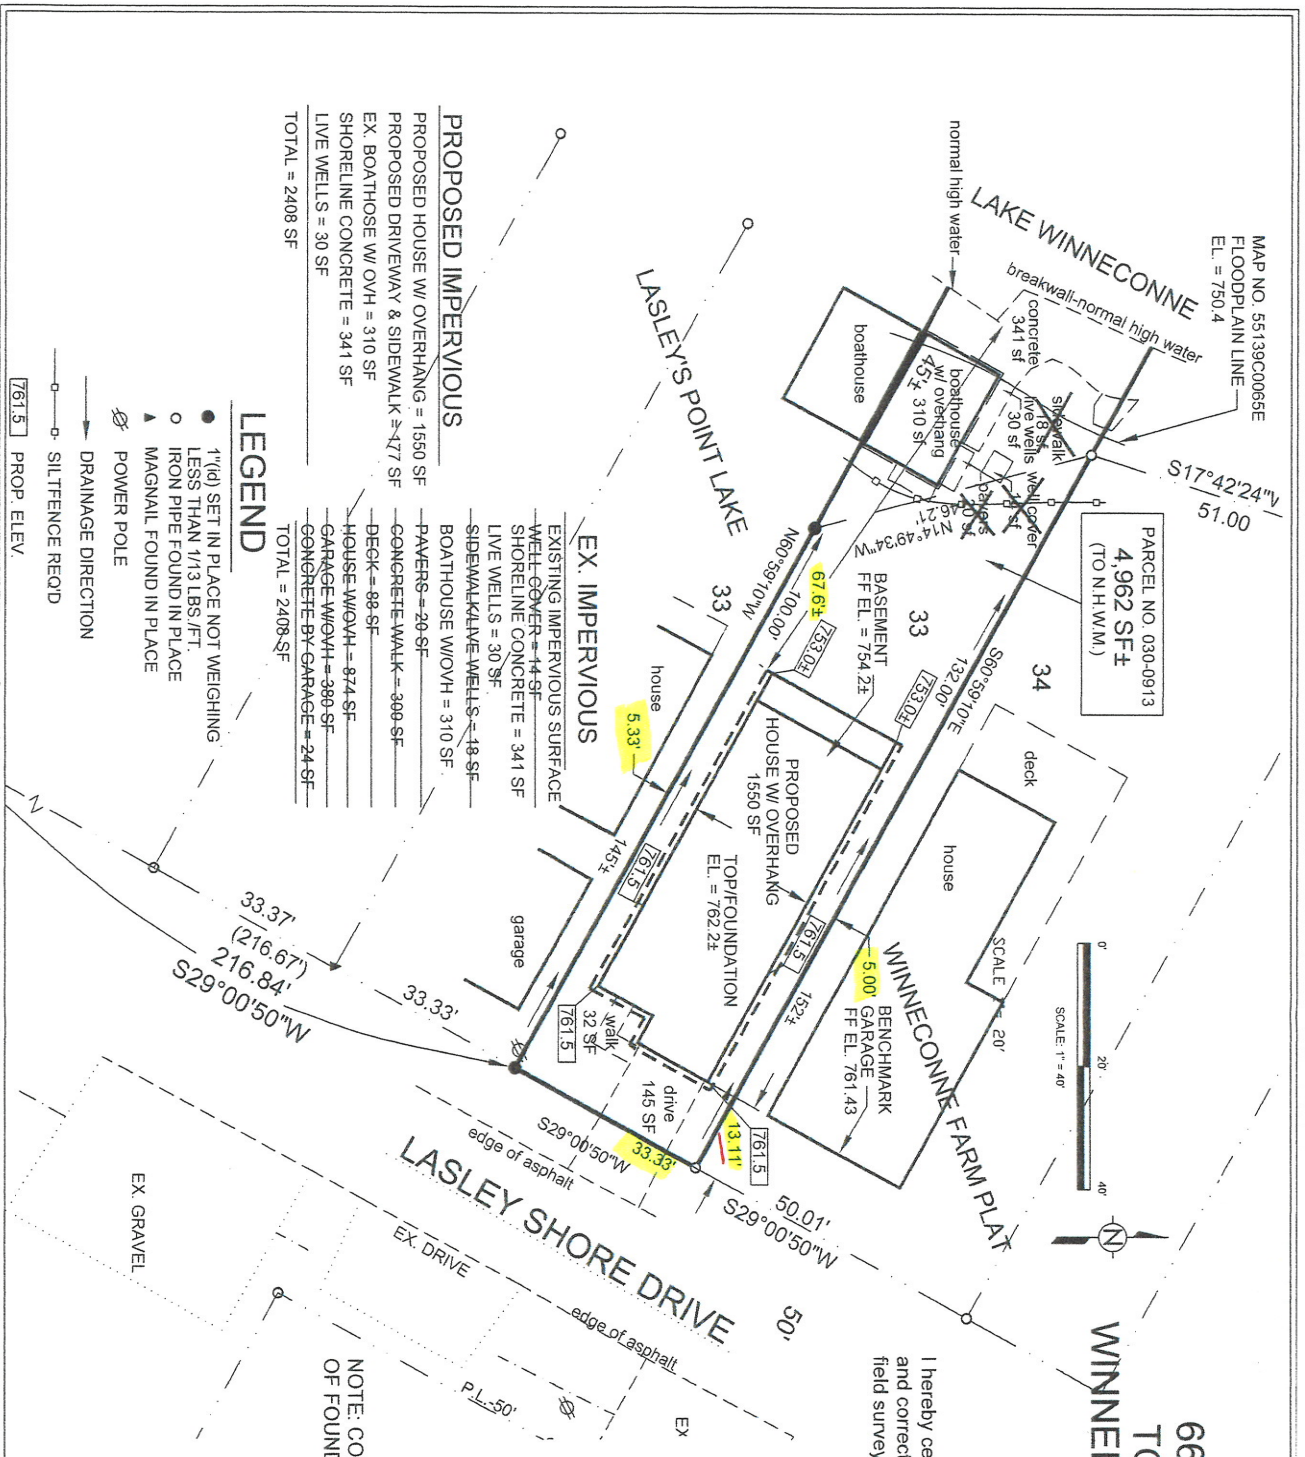 66
TO
WINNE
I hereby ce
and correct
field survey
NOTE: CO
OF FOUND
MAP NO. 55139C0065E
FLOODPLAIN LINE
EL. = 750.4
LAKE WINNECONNE
breakwall-normal high water
normal high water
concrete
341 sf
sidewalk
18 sf
live wells
30 sf
well cover
14 sf
pavers
20 sf
boathouse
w/ overhang
310 sf
45'±
boathouse
S17°42'24"W
51.00
PARCEL NO. 030-0913
4,962 SF±
(TO N.H.W.M.)
N14°49'34"W
46.21'
LASLEY'S POINT LAKE
N60°59'10"W
100.00'
67.6'±
BASEMENT
FF EL. = 754.2±
753.0±
753.0±
33
33
34
S60°59'10"E
132.00'
deck
house
house
5.33'
PROPOSED
HOUSE W/ OVERHANG
1550 SF
TOP/FOUNDATION
EL. = 762.2±
761.5
761.5
145'±
152'±
5.00'
BENCHMARK
GARAGE
FF EL. 761.43
WINNECONNE FARM PLAT
SCALE 1" = 20'
0' 20' 40'
SCALE: 1" = 40'
N
garage
walk
32 SF
761.5
drive
145 SF
761.5
13.11'
33.33'
S29°00'50"W
50.01'
S29°00'50"W
50'
33.37'
(216.67')
216.84'
S29°00'50"W
33.33'
edge of asphalt
LASLEY SHORE DRIVE
edge of asphalt
EX. DRIVE
EX. GRAVEL
P.L.-50'
EX
PROPOSED IMPERVIOUS
PROPOSED HOUSE W/ OVERHANG = 1550 SF
PROPOSED DRIVEWAY & SIDEWALK = 177 SF
EX. BOATHOSE W/ OVH = 310 SF
SHORELINE CONCRETE = 341 SF
LIVE WELLS = 30 SF
TOTAL = 2408 SF
EX. IMPERVIOUS
EXISTING IMPERVIOUS SURFACE
WELL COVER = 14 SF
SHORELINE CONCRETE = 341 SF
LIVE WELLS = 30 SF
SIDEWALK/LIVE WELLS = 18 SF
BOATHOUSE W/OVH = 310 SF
PAVERS = 20 SF
CONCRETE WALK = 300 SF
DECK = 88 SF
HOUSE W/OVH = 874 SF
GARAGE W/OVH = 380 SF
CONCRETE BY GARAGE = 24 SF
TOTAL = 2408 SF
LEGEND
1"(id) SET IN PLACE NOT WEIGHING
LESS THAN 1/13 LBS./FT.
IRON PIPE FOUND IN PLACE
MAGNAIL FOUND IN PLACE
POWER POLE
DRAINAGE DIRECTION
SILTFENCE REQ'D
761.5 PROP. ELEV.
N